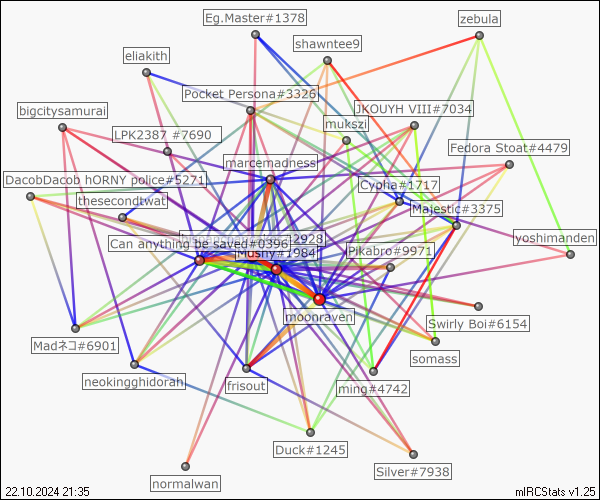 Eg.Master#1378
zebula
shawntee9
eliakith
Pocket Persona#3326
bigcitysamurai
JKOUYH VIII#7034
mukszi
LPK2387 #7690
Fedora Stoat#4479
marcemadness
DacobDacob hORNY police#5271
Cypha#1717
thesecondtwat
Majestic#3375
yoshimanden
2928
Can anything be saved#0396
Mushy#1984
Pikabro#9971
moonraven
Swirly Boi#6154
Madネコ#6901
somass
neokingghidorah
frisout
ming#4742
Duck#1245
Silver#7938
normalwan
22.10.2024 21:35
mIRCStats v1.25